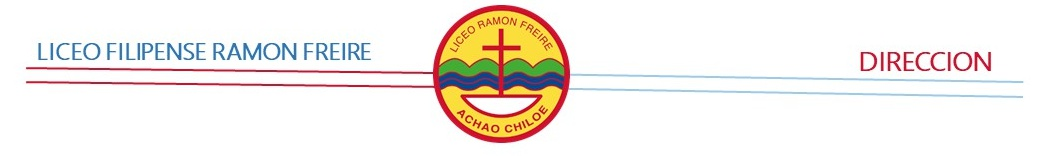 LICEO FILIPENSE RAMON FREIRE
LICEO RAMON FREIRE
ACHAO CHILOE
DIRECCION